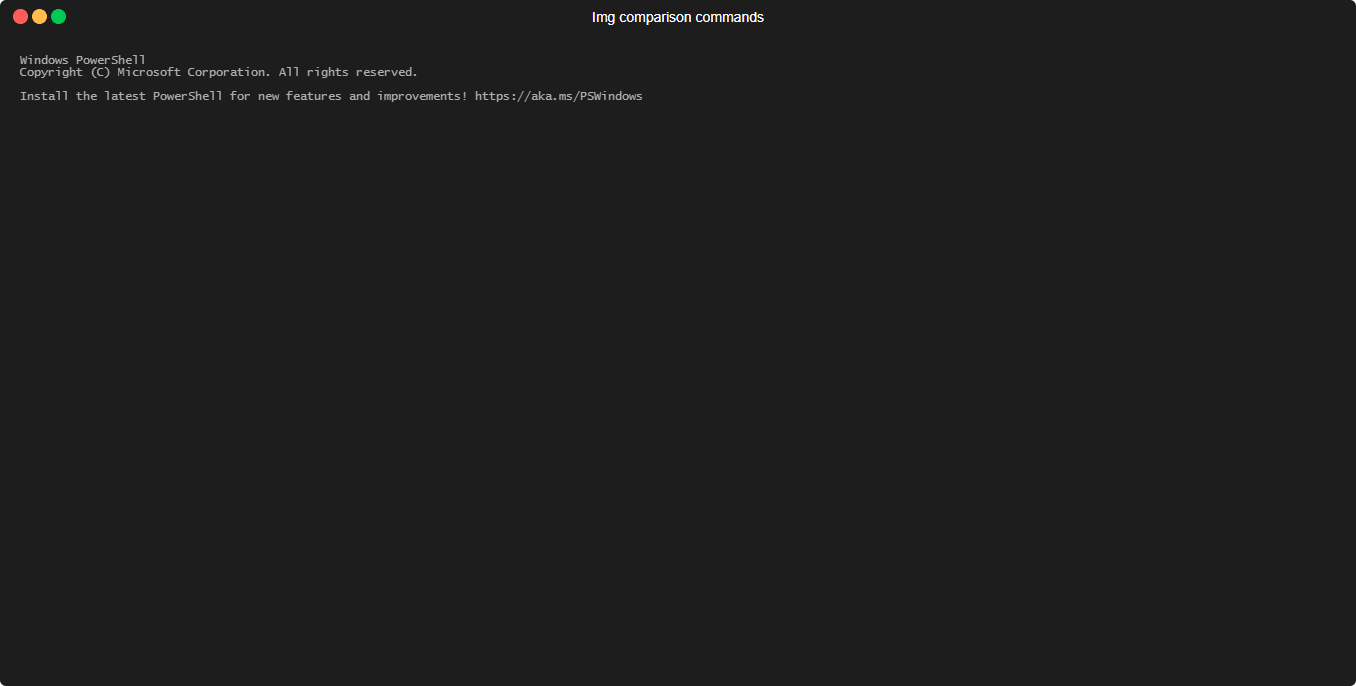 Img comparison commands
Windows PowerShell
Copyright (C) Microsoft Corporation. All rights reserved.
Install the latest PowerShell for new features and improvements! https://aka.ms/PSWindows